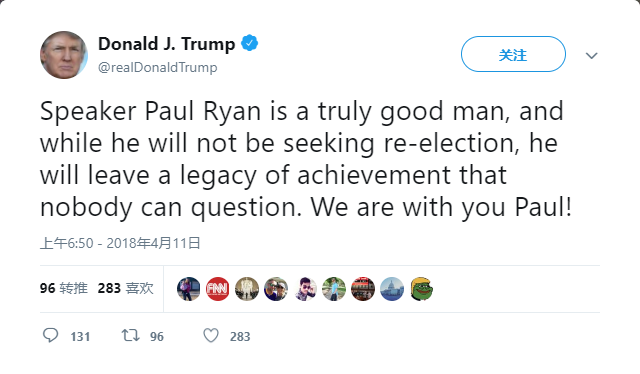 Donald J. Trump
@realDonaldTrump
关注
Speaker Paul Ryan is a truly good man, and
while he will not be seeking re-election, he
will leave a legacy of achievement that
nobody can question. We are with you Paul!
上午6:50 - 2018年4月11日
96 转推 283 喜欢
FNN
131 96 283